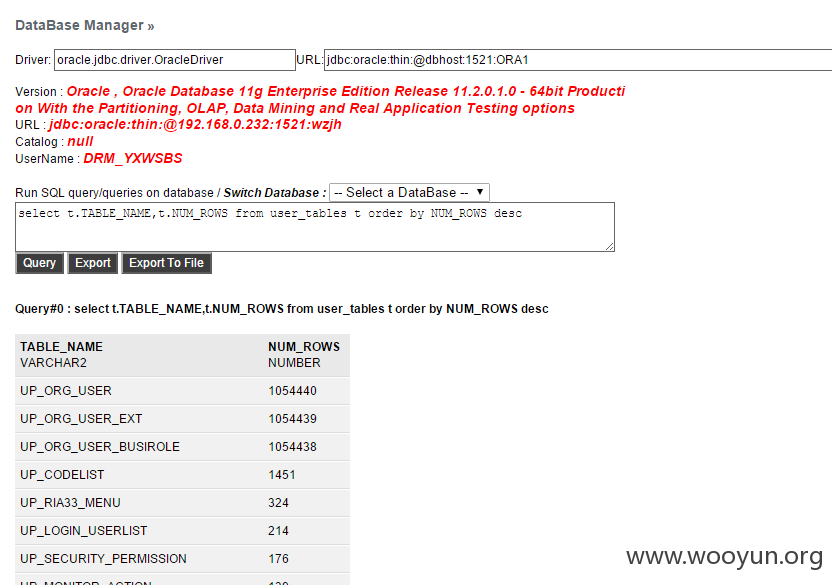 DataBase Manager »
Driver: oracle.jdbc.driver.OracleDriver URL: jdbc:oracle:thin:@dbhost:1521:ORA1
Version : Oracle , Oracle Database 11g Enterprise Edition Release 11.2.0.1.0 - 64bit Producti
on With the Partitioning, OLAP, Data Mining and Real Application Testing options
URL : jdbc:oracle:thin:@192.168.0.232:1521:wzjh
Catalog : null
UserName : DRM_YXWSBS
Run SQL query/queries on database / Switch Database : -- Select a DataBase --
select t.TABLE_NAME,t.NUM_ROWS from user_tables t order by NUM_ROWS desc
Query Export Export To File
Query#0 : select t.TABLE_NAME,t.NUM_ROWS from user_tables t order by NUM_ROWS desc
TABLE_NAME NUM_ROWS
VARCHAR2 NUMBER
UP_ORG_USER 1054440
UP_ORG_USER_EXT 1054439
UP_ORG_USER_BUSIROLE 1054438
UP_CODELIST 1451
UP_RIA33_MENU 324
UP_LOGIN_USERLIST 214
UP_SECURITY_PERMISSION 176
www.wooyun.org